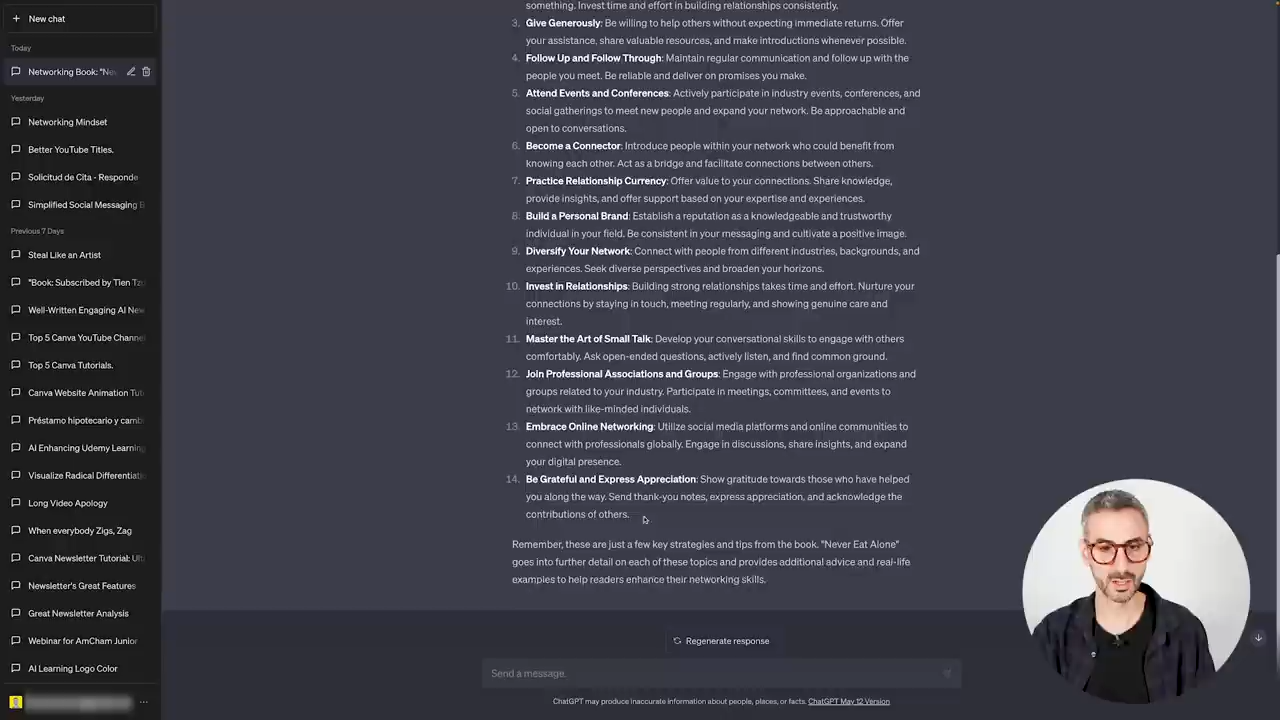 New chat
Today
Networking Book: "Nev
Yesterday
Networking Mindset
Better YouTube Titles.
Solicitud de Cita - Responde
Simplified Social Messaging B
Previous 7 Days
Steal Like an Artist
"Book: Subscribed by Tien Tzu
Well-Written Engaging AI New
Top 5 Canva YouTube Channel
Top 5 Canva Tutorials.
Canva Website Animation Tuto
Préstamo hipotecario y camb
AI Enhancing Udemy Learning
Visualize Radical Differentiatio
Long Video Apology
When everybody Zigs, Zag
Canva Newsletter Tutorial: Ulti
Newsletter's Great Features
Great Newsletter Analysis
Webinar for AmCham Junior
AI Learning Logo Color
something. Invest time and effort in building relationships consistently.
3. Give Generously: Be willing to help others without expecting immediate returns. Offer
your assistance, share valuable resources, and make introductions whenever possible.
4. Follow Up and Follow Through: Maintain regular communication and follow up with the
people you meet. Be reliable and deliver on promises you make.
5. Attend Events and Conferences: Actively participate in industry events, conferences, and
social gatherings to meet new people and expand your network. Be approachable and
open to conversations.
6. Become a Connector: Introduce people within your network who could benefit from
knowing each other. Act as a bridge and facilitate connections between others.
7. Practice Relationship Currency: Offer value to your connections. Share knowledge,
provide insights, and offer support based on your expertise and experiences.
8. Build a Personal Brand: Establish a reputation as a knowledgeable and trustworthy
individual in your field. Be consistent in your messaging and cultivate a positive image.
9. Diversify Your Network: Connect with people from different industries, backgrounds, and
experiences. Seek diverse perspectives and broaden your horizons.
10. Invest in Relationships: Building strong relationships takes time and effort. Nurture your
connections by staying in touch, meeting regularly, and showing genuine care and
interest.
11. Master the Art of Small Talk: Develop your conversational skills to engage with others
comfortably. Ask open-ended questions, actively listen, and find common ground.
12. Join Professional Associations and Groups: Engage with professional organizations and
groups related to your industry. Participate in meetings, committees, and events to
network with like-minded individuals.
13. Embrace Online Networking: Utilize social media platforms and online communities to
connect with professionals globally. Engage in discussions, share insights, and expand
your digital presence.
14. Be Grateful and Express Appreciation: Show gratitude towards those who have helped
you along the way. Send thank-you notes, express appreciation, and acknowledge the
contributions of others.
Remember, these are just a few key strategies and tips from the book. "Never Eat Alone"
goes into further detail on each of these topics and provides additional advice and real-life
examples to help readers enhance their networking skills.
Regenerate response
Send a message.
ChatGPT may produce inaccurate information about people, places, or facts. ChatGPT May 12 Version